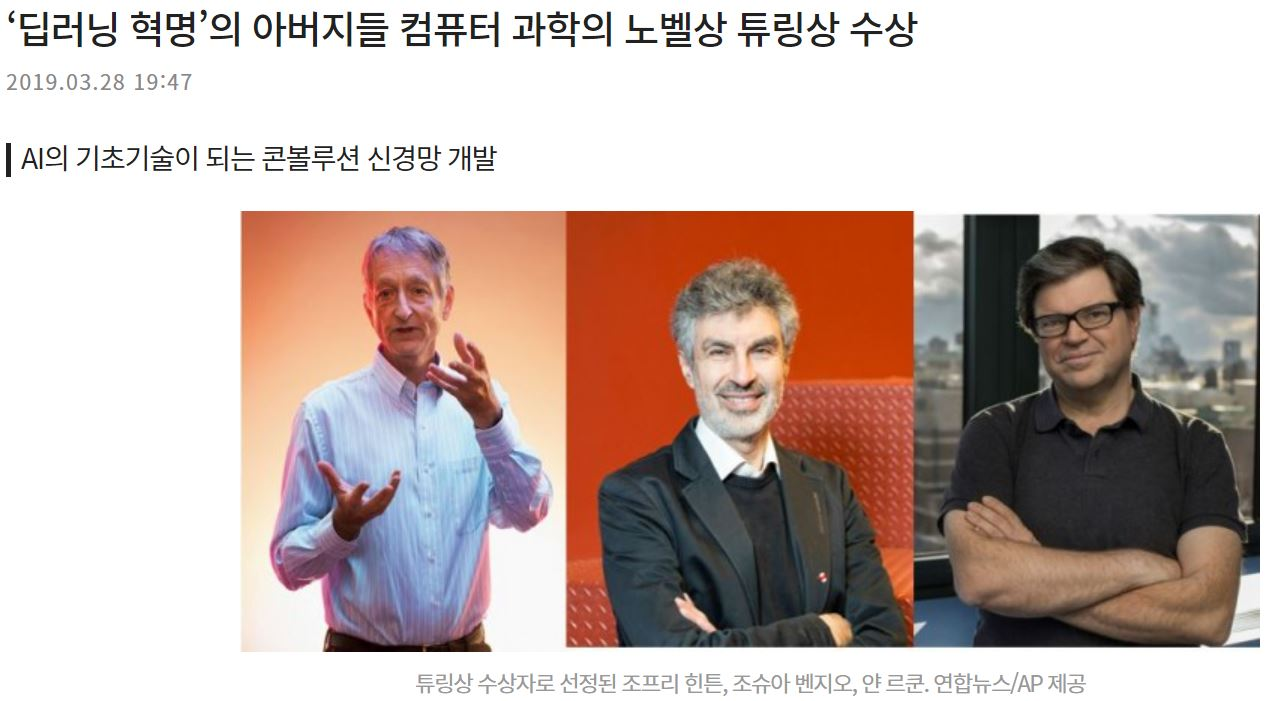 ‘딥러닝 혁명’의 아버지들 컴퓨터 과학의 노벨상 튜링상 수상
2019.03.28 19:47
AI의 기초기술이 되는 콘볼루션 신경망 개발
튜링상 수상자로 선정된 조프리 힌튼, 조슈아 벤지오, 얀 르쿤. 연합뉴스/AP 제공